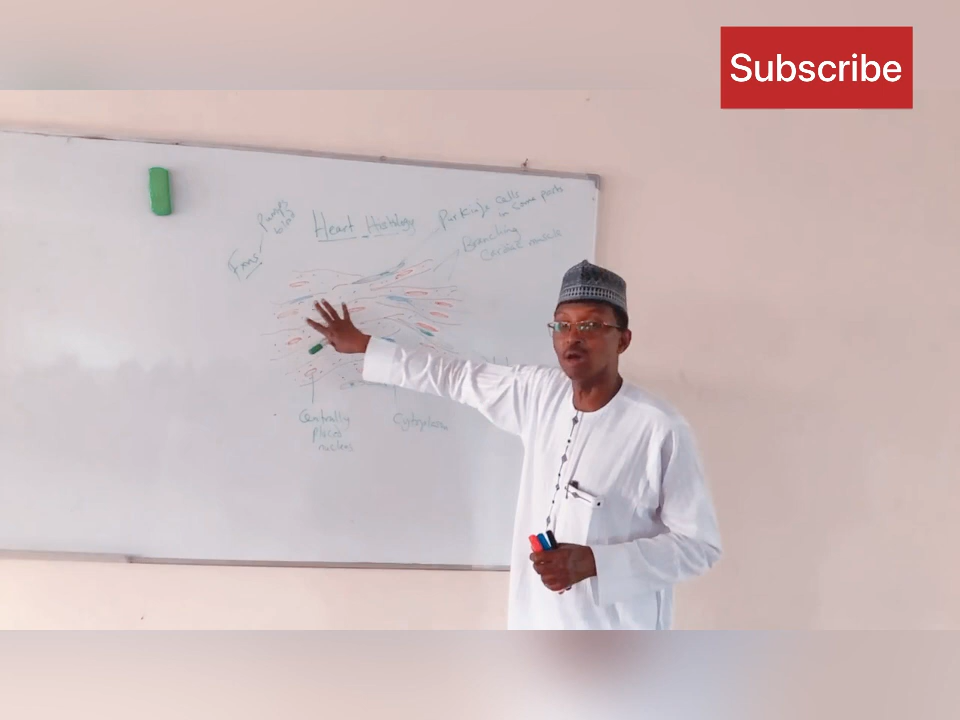 Subscribe
Heart Histology
Fxns
Pumps
blood
Purkinje Cells
in Some parts
Branching
Cardiac muscle
Centrally
placed
nucleus
Cytoplasm